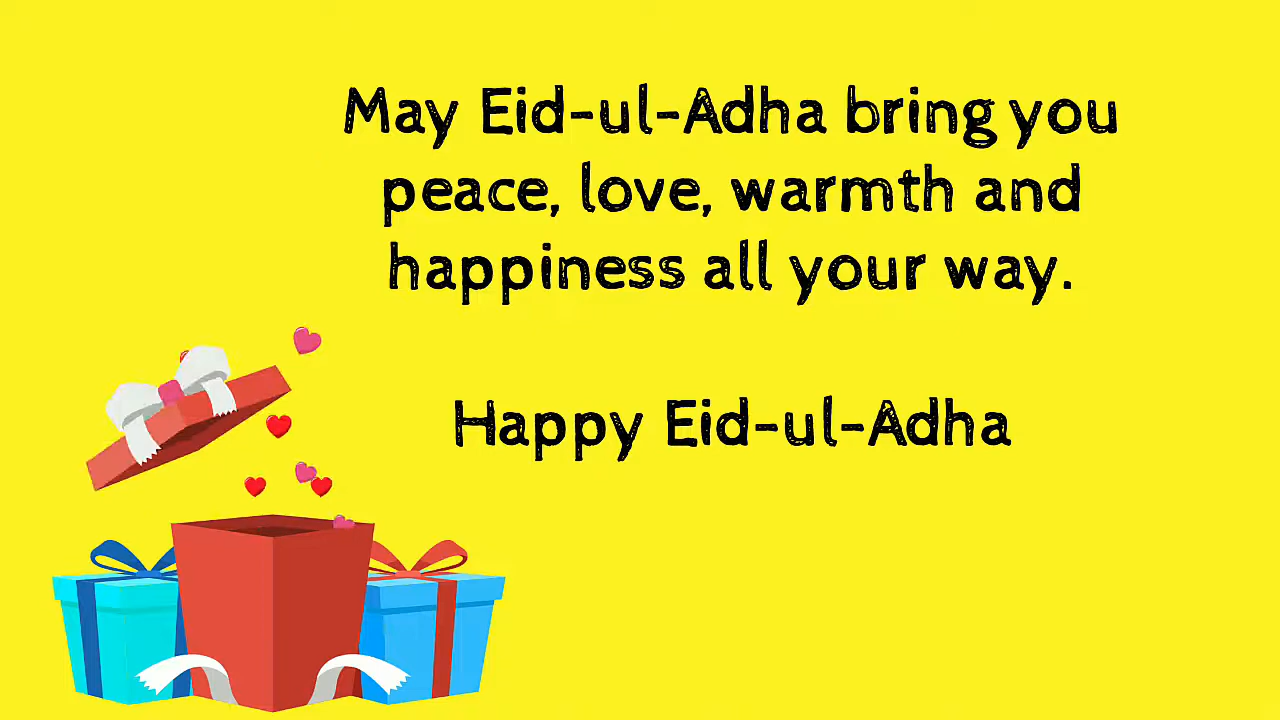 May Eid-ul-Adha bring you
peace, love, warmth and
happiness all your way.
Happy Eid-ul-Adha